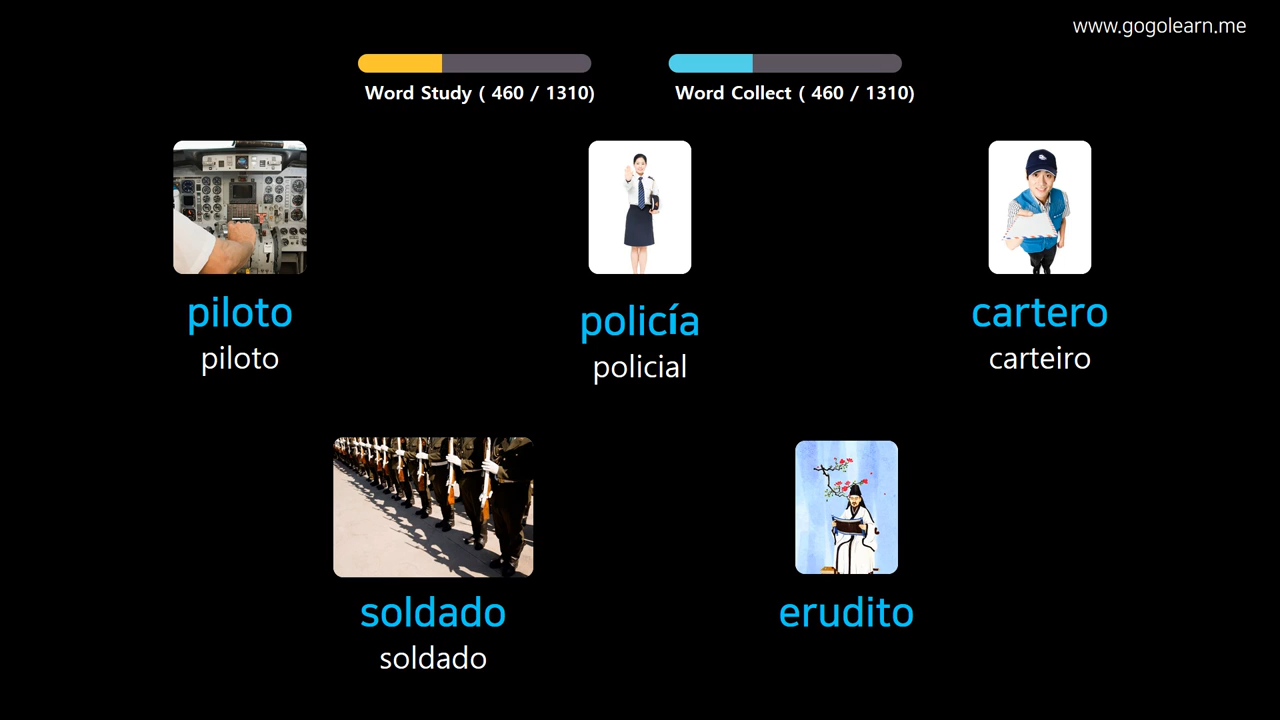 www.gogolearn.me
Word Study ( 460 / 1310)
Word Collect ( 460 / 1310)
piloto
piloto
policía
policial
cartero
carteiro
soldado
soldado
erudito